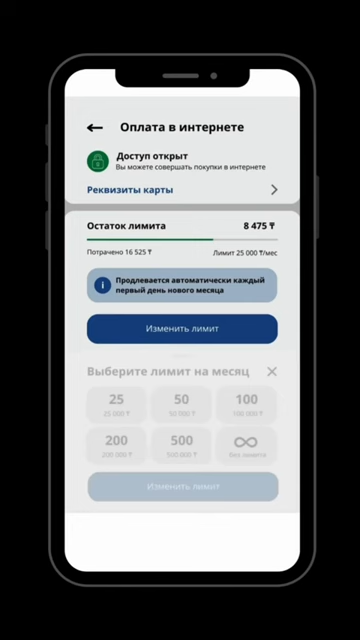 Оплата в интернете
Доступ открыт
Вы можете совершать покупки в интернете
Реквизиты карты
Остаток лимита 8 475 ₸
Потрачено 16 525 ₸ Лимит 25 000 ₸/мес
Продлевается автоматически каждый
первый день нового месяца
Изменить лимит
Выберите лимит на месяц
25 50 100
25 000 ₸ 50 000 ₸ 100 000 ₸
200 500 ∞
200 000 ₸ 500 000 ₸ без лимита
Изменить лимит